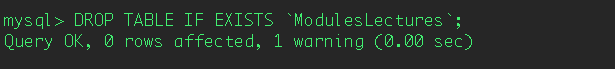 mysql> DROP TABLE IF EXISTS `ModulesLectures`;
Query OK, 0 rows affected, 1 warning (0.00 sec)